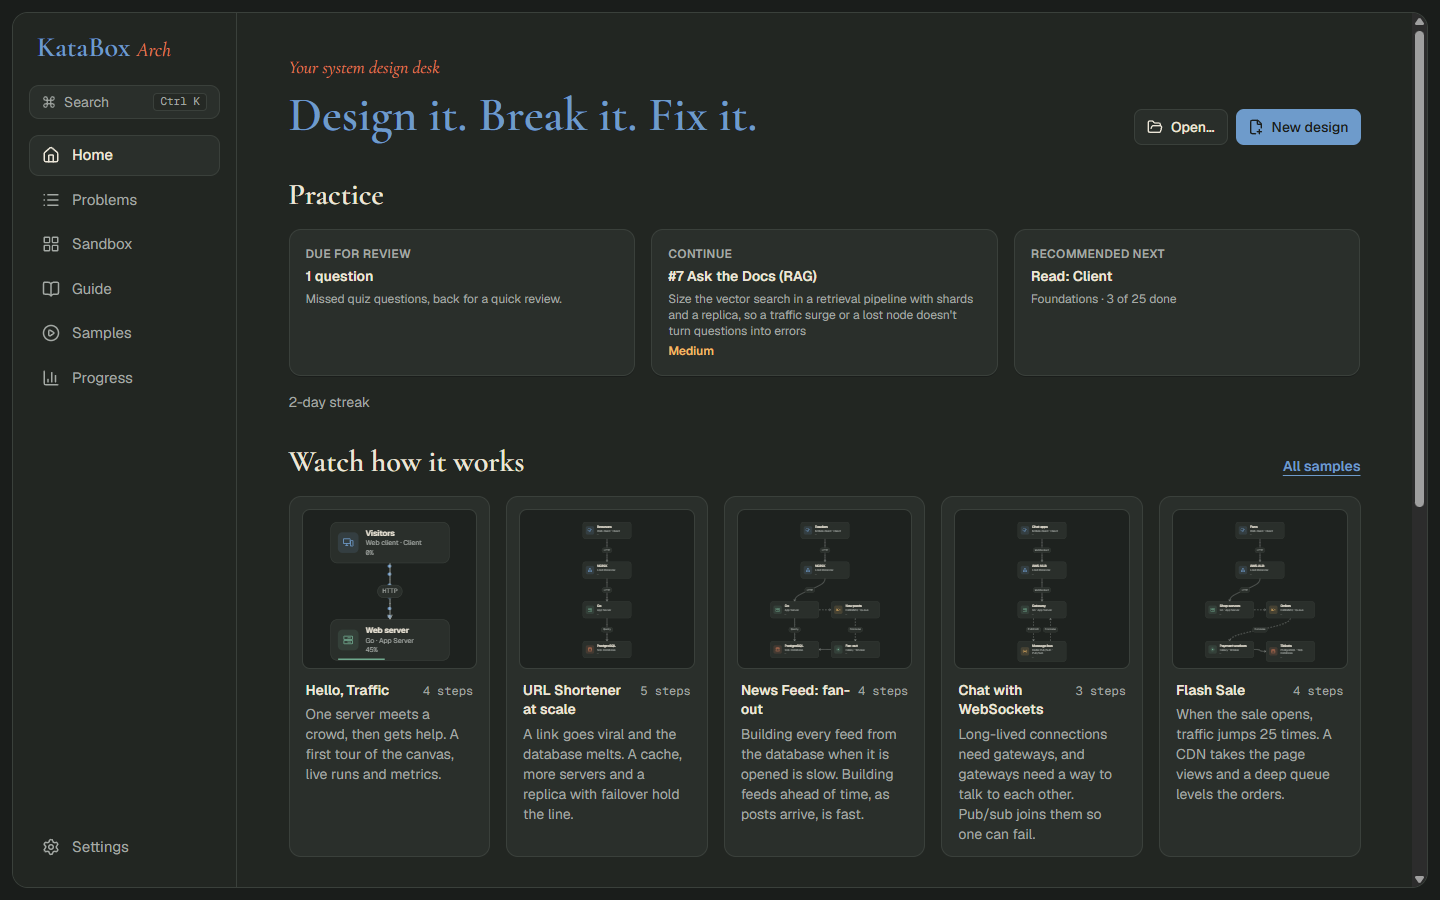 KataBox Arch
Search Ctrl K
Home
Problems
Sandbox
Guide
Samples
Progress
Settings
Your system design desk
Design it. Break it. Fix it.
Open...
New design
Practice
DUE FOR REVIEW
1 question
Missed quiz questions, back for a quick review.
CONTINUE
#7 Ask the Docs (RAG)
Size the vector search in a retrieval pipeline with shards
and a replica, so a traffic surge or a lost node doesn't
turn questions into errors
Medium
RECOMMENDED NEXT
Read: Client
Foundations · 3 of 25 done
2-day streak
Watch how it works
All samples
Visitors
Web client · Client
0%
HTTP
Web server
Go · App Server
45%
Hello, Traffic 4 steps
One server meets a
crowd, then gets help. A
first tour of the canvas,
live runs and metrics.
URL Shortener 5 steps
at scale
A link goes viral and the
database melts. A cache,
more servers and a
replica with failover hold
the line.
News Feed: fan- 4 steps
out
Building every feed from
the database when it is
opened is slow. Building
feeds ahead of time, as
posts arrive, is fast.
Chat with 3 steps
WebSockets
Long-lived connections
need gateways, and
gateways need a way to
talk to each other.
Pub/sub joins them so
one can fail.
Flash Sale 4 steps
When the sale opens,
traffic jumps 25 times. A
CDN takes the page
views and a deep queue
levels the orders.